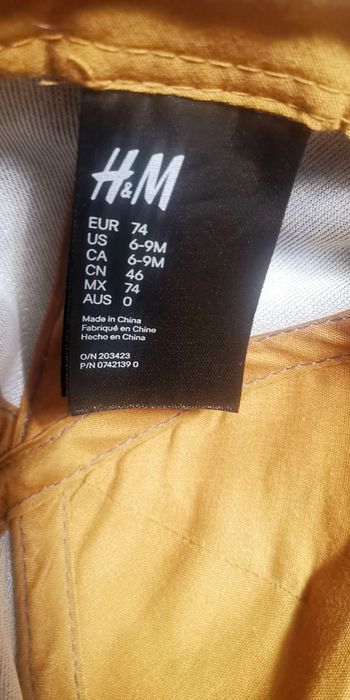 H&M
EUR 74
US 6-9M
CA 6-9M
CN 46
MX 74
AUS 0
Made in China
Fabriqué en Chine
Hecho en China
O/N 203423
P/N 0742139 0